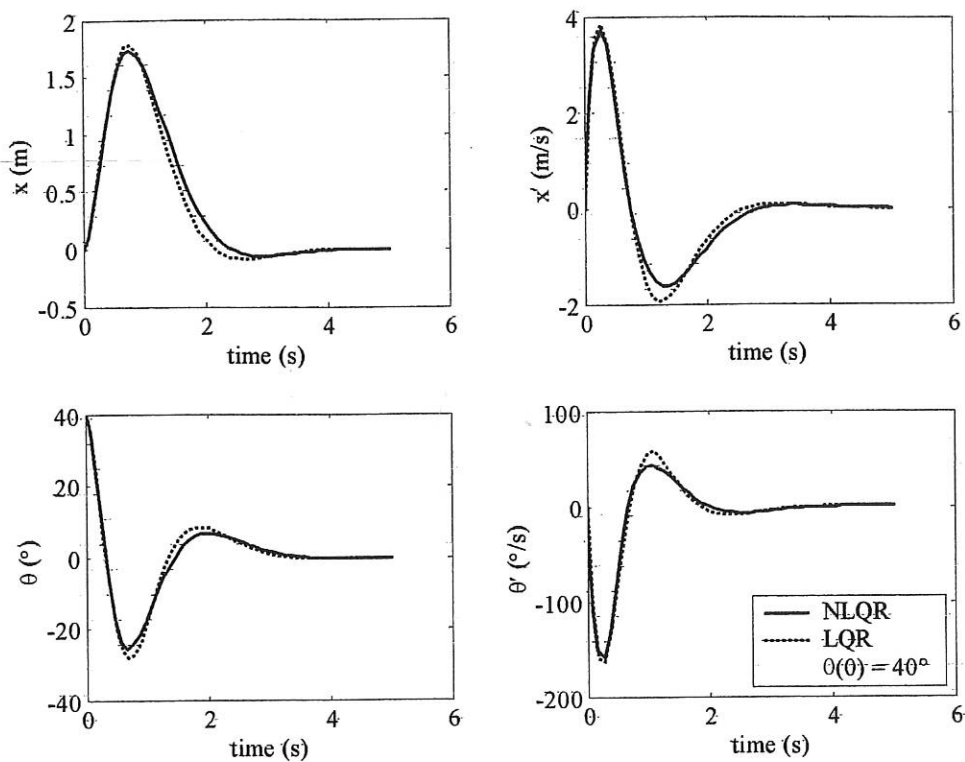 2
1.5
1
0.5
0
-0.5
x (m)
0 2 4 6
time (s)
4
2
0
-2
x' (m/s)
0 2 4 6
time (s)
40
20
0
-20
-40
θ (°)
0 2 4 6
time (s)
100
0
-100
-200
θ' (°/s)
NLQR
LQR
θ(0) = 40°
0 2 4 6
time (s)